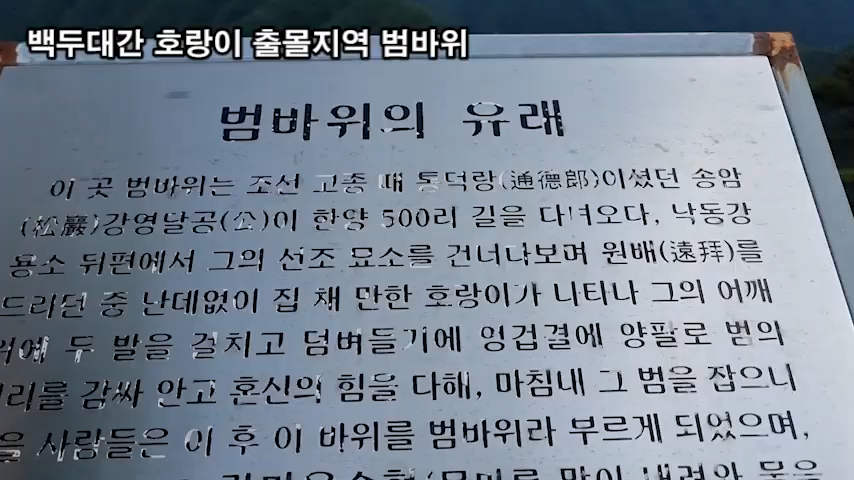 백두대간 호랑이 출몰지역 범바위
범바위의 유래
이 곳 범바위는 조선 고종 때 통덕랑(通德郞)이셨던 송암
(松巖)강영달공(公)이 한양 500리 길을 다녀오다, 낙동강
용소 뒤편에서 그의 선조 묘소를 건너다보며 원배(遠拜)를
드리던 중 난데없이 집 채 만한 호랑이가 나타나 그의 어깨
위에 두 발을 걸치고 덤벼들기에 엉겁결에 양팔로 범의
리를 감싸 안고 혼신의 힘을 다해, 마침내 그 범을 잡으니
을 사람들은 이 후 이 바위를 범바위라 부르게 되었으며,
많이 내려와 물을